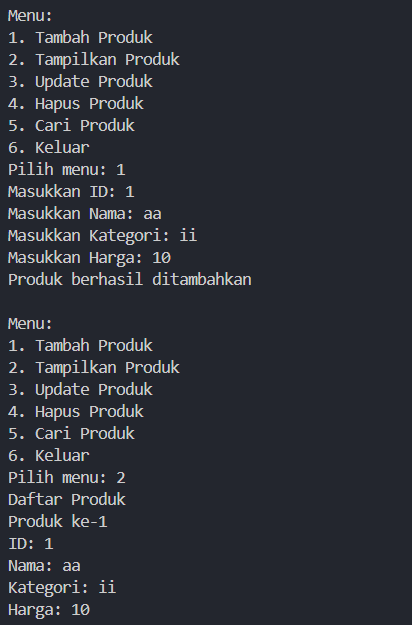 Menu:
1. Tambah Produk
2. Tampilkan Produk
3. Update Produk
4. Hapus Produk
5. Cari Produk
6. Keluar
Pilih menu: 1
Masukkan ID: 1
Masukkan Nama: aa
Masukkan Kategori: ii
Masukkan Harga: 10
Produk berhasil ditambahkan

Menu:
1. Tambah Produk
2. Tampilkan Produk
3. Update Produk
4. Hapus Produk
5. Cari Produk
6. Keluar
Pilih menu: 2
Daftar Produk
Produk ke-1
ID: 1
Nama: aa
Kategori: ii
Harga: 10